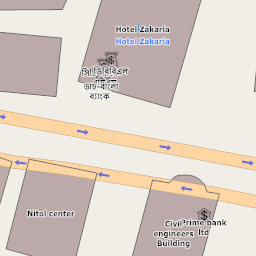 Hotel Zakaria
Hotel Zakaria
ডাচ্-বাংলা
ব্যাংক
Nitol center
Civil
engineers
Building
Prime bank
ltd